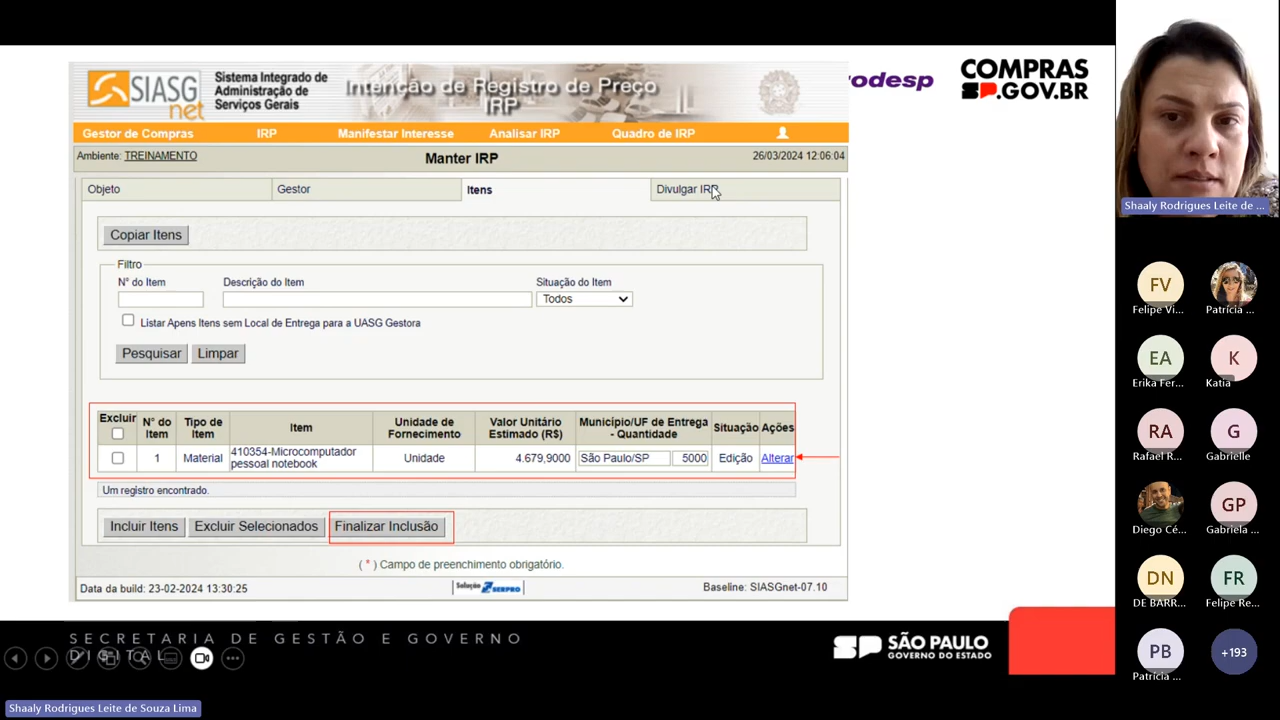 SIASG
net
Sistema Integrado de
Administração de
Serviços Gerais
Intenção de Registro de Preço
IRP
rodesp
COMPRAS
SP.GOV.BR
Gestor de Compras IRP Manifestar Interesse Analisar IRP Quadro de IRP
Ambiente: TREINAMENTO Manter IRP 26/03/2024 12:06:04
Objeto Gestor Itens Divulgar IRP
Copiar Itens
Filtro
N° do Item Descrição do Item Situação do Item
Todos
Listar Apens Itens sem Local de Entrega para a UASG Gestora
Pesquisar Limpar
Excluir N° do Item Tipo de Item Item Unidade de Fornecimento Valor Unitário Estimado (R$) Município/UF de Entrega - Quantidade Situação Ações
1 Material 410354-Microcomputador pessoal notebook Unidade 4.679,9000 São Paulo/SP 5000 Edição Alterar
Um registro encontrado.
Incluir Itens Excluir Selecionados Finalizar Inclusão
( * ) Campo de preenchimento obrigatório.
Data da build: 23-02-2024 13:30:25 Solução SERPRO Baseline: SIASGnet-07.10
SECRETARIA DE GESTÃO E GOVERNO
DIGITAL
SP SÃO PAULO
GOVERNO DO ESTADO
Shaaly Rodrigues Leite de Souza Lima
Shaaly Rodrigues Leite de ...
FV
Felipe Vi... Patrícia ...
EA K
Erika Fer... Katia
RA G
Rafael R... Gabrielle
GP
Diego Cé... Gabriela ...
DN FR
DE BARR... Felipe Re...
PB +193
Patrícia ...